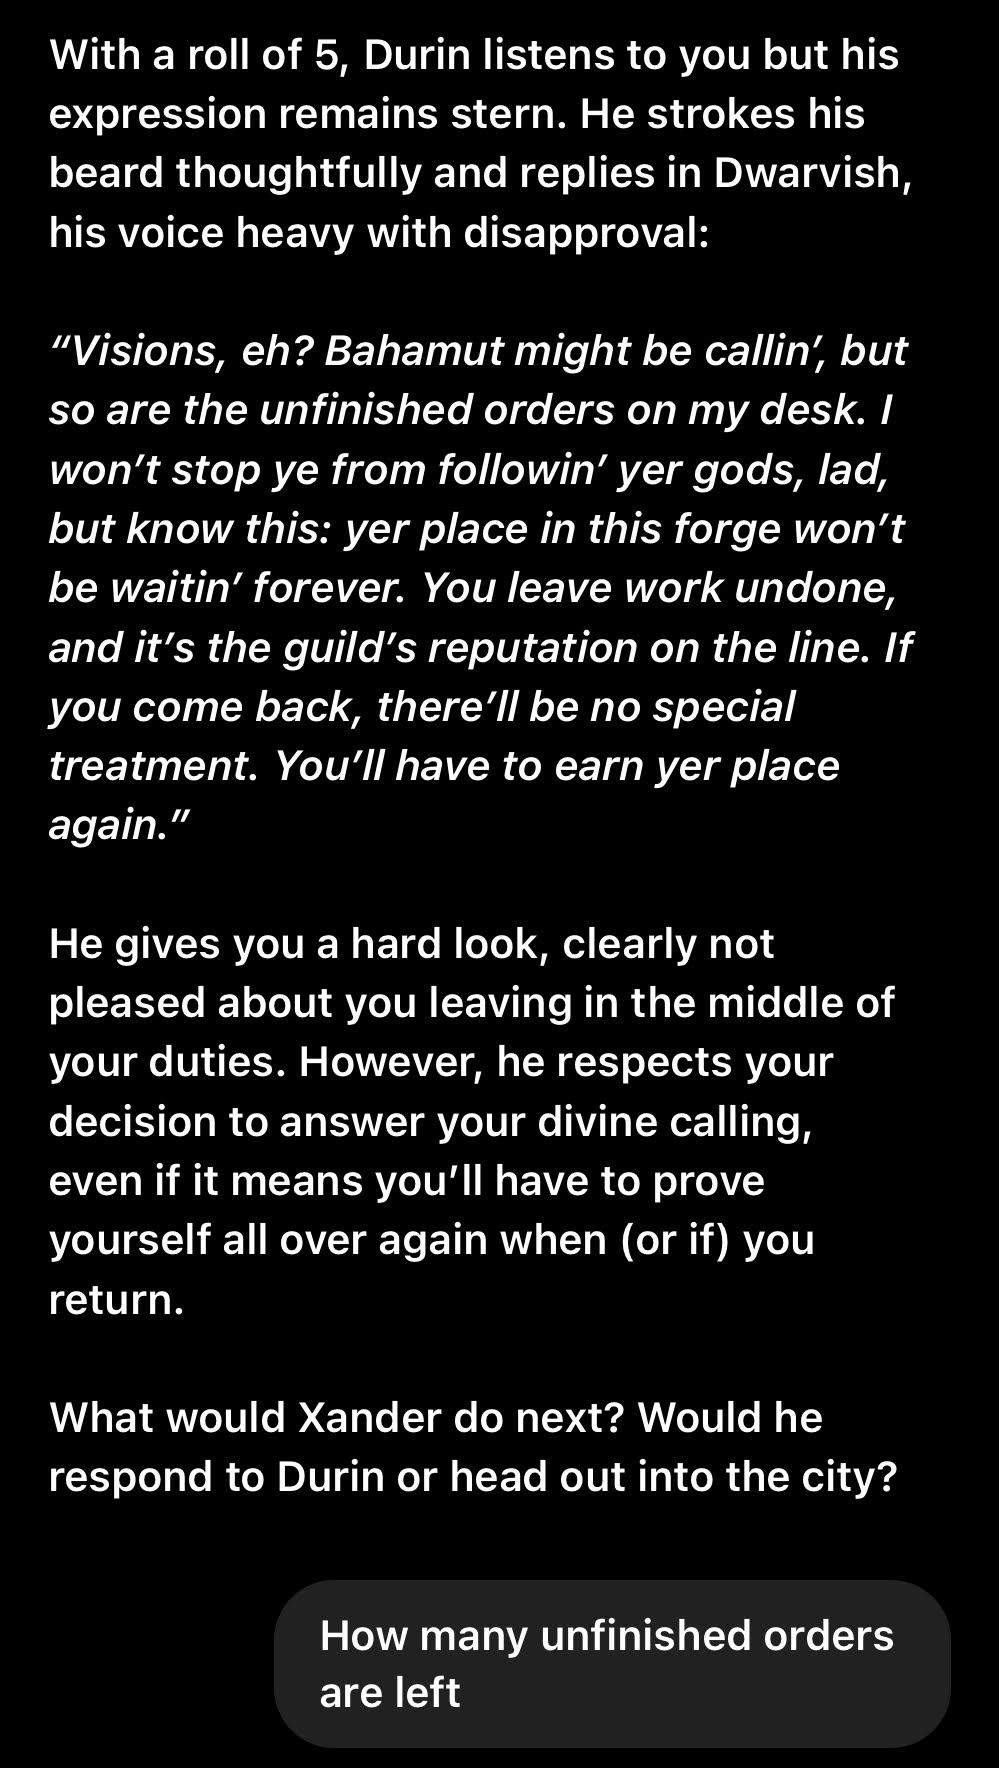 With a roll of 5, Durin listens to you but his
expression remains stern. He strokes his
beard thoughtfully and replies in Dwarvish,
his voice heavy with disapproval:
“Visions, eh? Bahamut might be callin’, but
so are the unfinished orders on my desk. I
won’t stop ye from followin’ yer gods, lad,
but know this: yer place in this forge won’t
be waitin’ forever. You leave work undone,
and it’s the guild’s reputation on the line. If
you come back, there’ll be no special
treatment. You’ll have to earn yer place
again.”
He gives you a hard look, clearly not
pleased about you leaving in the middle of
your duties. However, he respects your
decision to answer your divine calling,
even if it means you’ll have to prove
yourself all over again when (or if) you
return.
What would Xander do next? Would he
respond to Durin or head out into the city?
How many unfinished orders
are left